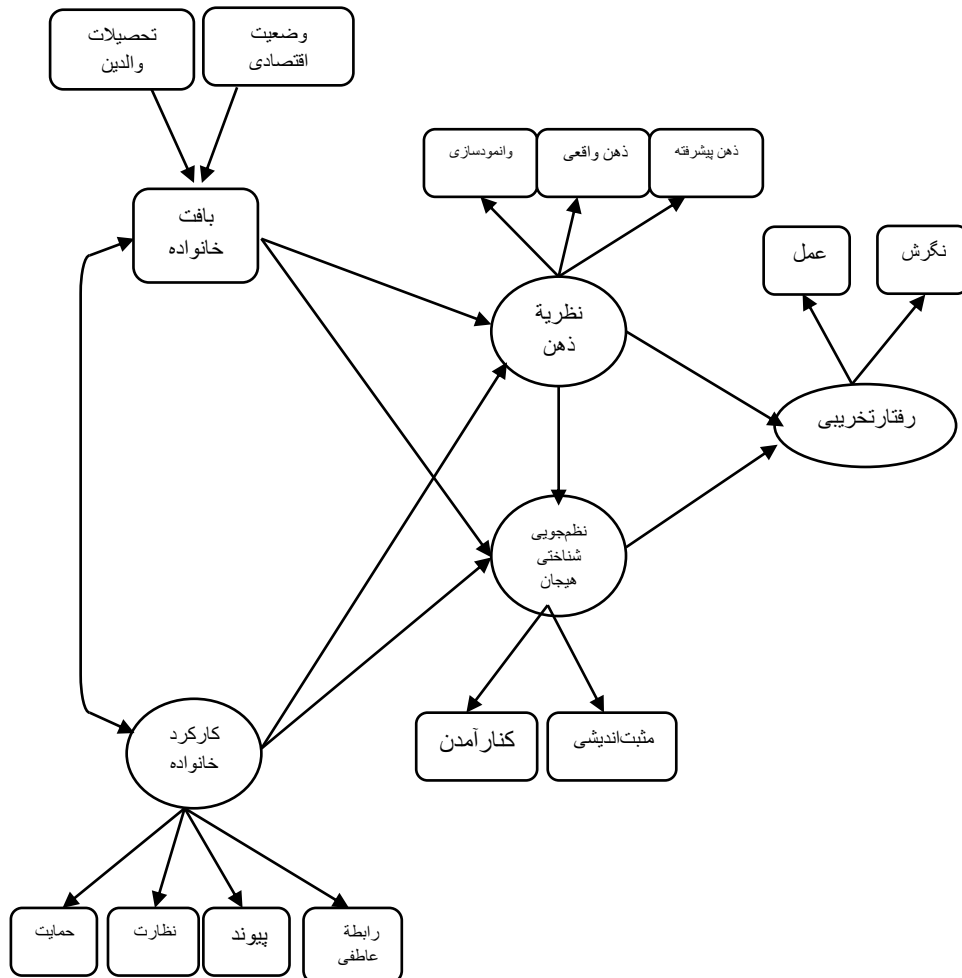 وضعیت
اقتصادی
تحصیلات
والدین
ذهن پیشرفته
ذهن واقعی
وانمودسازی
بافت
خانواده
نگرش
عمل
نظریة
ذهن
رفتارتخریبی
نظم‌جویی
شناختی
هیجان
مثبت‌اندیشی
کنارآمدن
کارکرد
خانواده
رابطة
عاطفی
پیوند
نظارت
حمایت